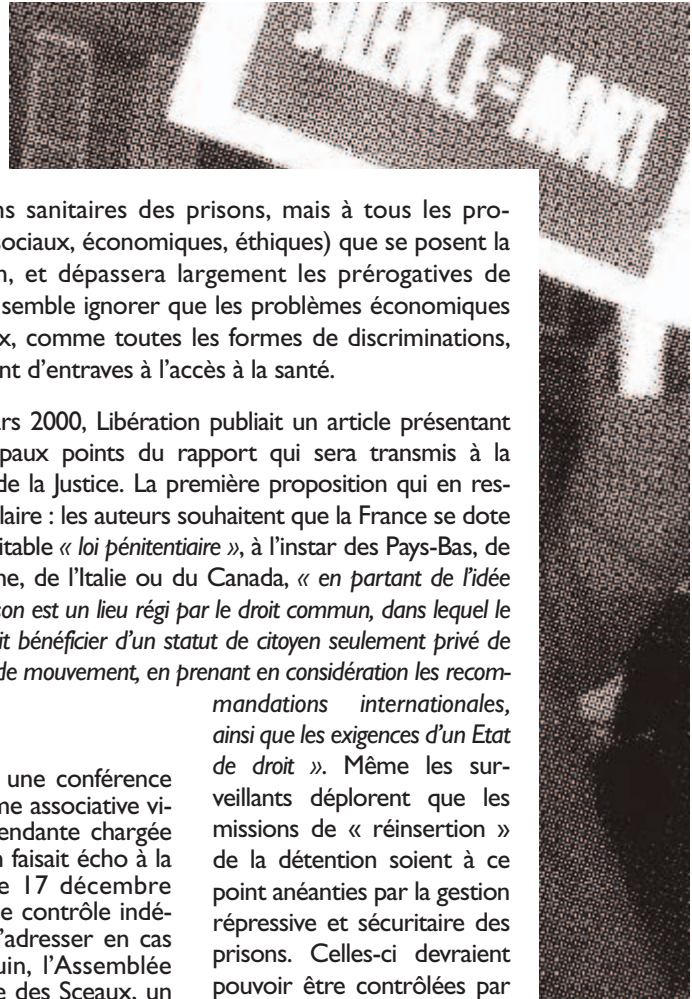 SILENCE = MORT
ns sanitaires des prisons, mais à tous les pro-
sociaux, économiques, éthiques) que se posent la
n, et dépassera largement les prérogatives de
semble ignorer que les problèmes économiques
x, comme toutes les formes de discriminations,
nt d’entraves à l’accès à la santé.
rs 2000, Libération publiait un article présentant
paux points du rapport qui sera transmis à la
de la Justice. La première proposition qui en res-
laire : les auteurs souhaitent que la France se dote
itable « loi pénitentiaire », à l’instar des Pays-Bas, de
ne, de l’Italie ou du Canada, « en partant de l’idée
son est un lieu régi par le droit commun, dans lequel le
it bénéficier d’un statut de citoyen seulement privé de
de mouvement, en prenant en considération les recom-
mandations internationales,
ainsi que les exigences d’un Etat
de droit ». Même les sur-
veillants déplorent que les
missions de « réinsertion »
de la détention soient à ce
point anéanties par la gestion
répressive et sécuritaire des
prisons. Celles-ci devraient
pouvoir être contrôlées par
une conférence
me associative vi-
endante chargée
n faisait écho à la
e 17 décembre
e contrôle indé-
’adresser en cas
uin, l’Assemblée
e des Sceaux, un